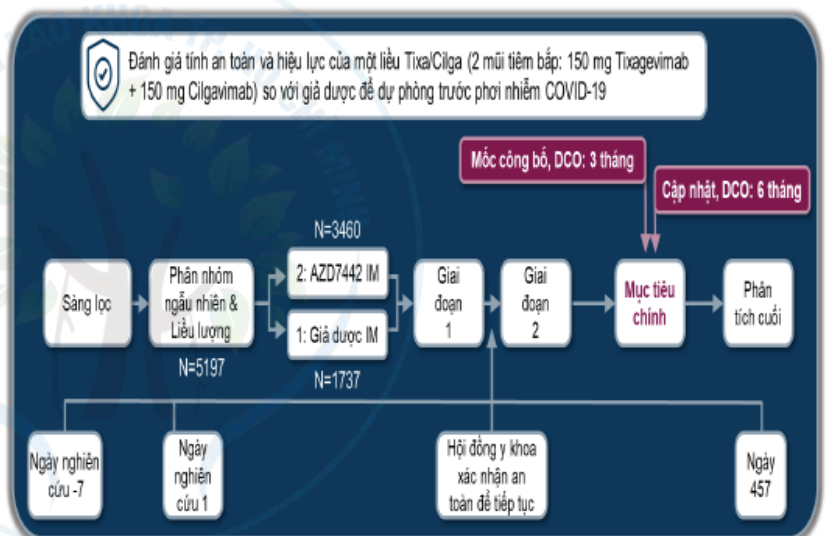 Đánh giá tính an toàn và hiệu lực của một liều Tixa/Cilga (2 mũi tiêm bắp: 150 mg Tixagevimab
+ 150 mg Cilgavimab) so với giả dược để dự phòng trước phơi nhiễm COVID-19
Mốc công bố, DCO: 3 tháng
Cập nhật, DCO: 6 tháng
N=3460
Sàng lọc
Phân nhóm
ngẫu nhiên &
Liều lượng
N=5197
2: AZD7442 IM
1: Giả dược IM
N=1737
Giai
đoạn
1
Giai
đoạn
2
Mục tiêu
chính
Phân
tích cuối
Ngày nghiên
cứu -7
Ngày
nghiên
cứu 1
Hội đồng y khoa
xác nhận an
toàn để tiếp tục
Ngày
457